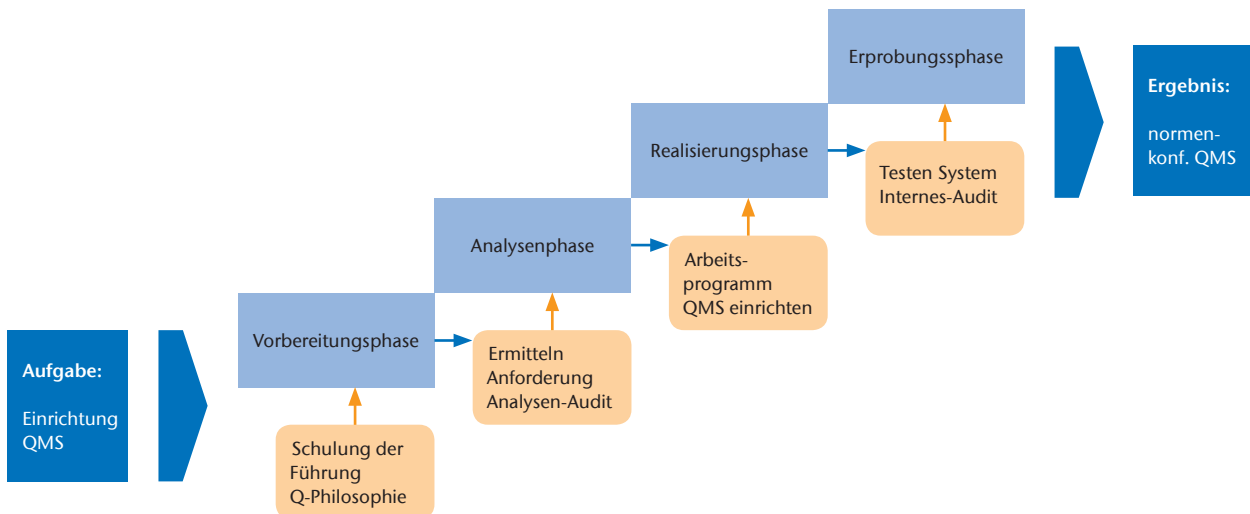 Aufgabe:
Einrichtung
QMS
Vorbereitungsphase
Schulung der
Führung
Q-Philosophie
Analysenphase
Ermitteln
Anforderung
Analysen-Audit
Realisierungsphase
Arbeits-
programm
QMS einrichten
Erprobungssphase
Testen System
Internes-Audit
Ergebnis:
normen-
konf. QMS